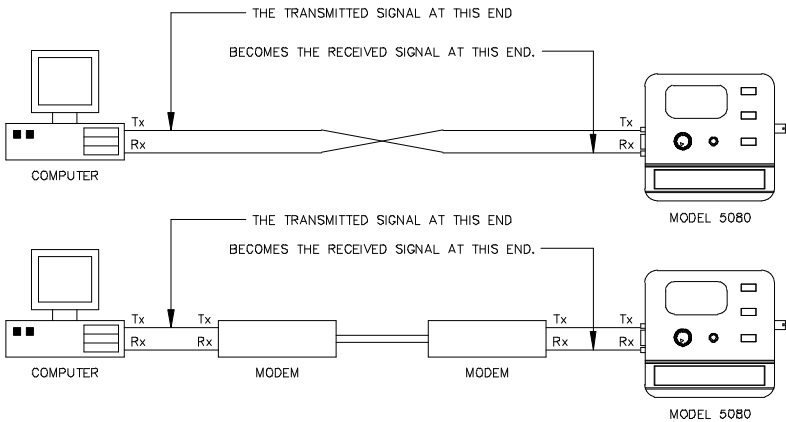 THE TRANSMITTED SIGNAL AT THIS END
BECOMES THE RECEIVED SIGNAL AT THIS END.
Tx Tx
Rx Rx
COMPUTER
MODEL 5080
THE TRANSMITTED SIGNAL AT THIS END
BECOMES THE RECEIVED SIGNAL AT THIS END.
Tx Tx Tx Tx
Rx Rx Rx Rx
COMPUTER MODEM MODEM
MODEL 5080